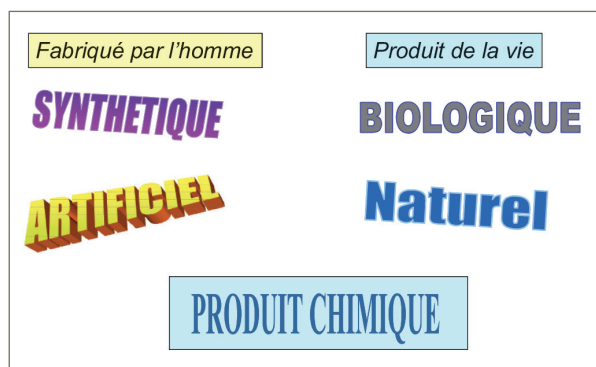 Fabriqué par l'homme
Produit de la vie
SYNTHETIQUE
BIOLOGIQUE
ARTIFICIEL
Naturel
PRODUIT CHIMIQUE